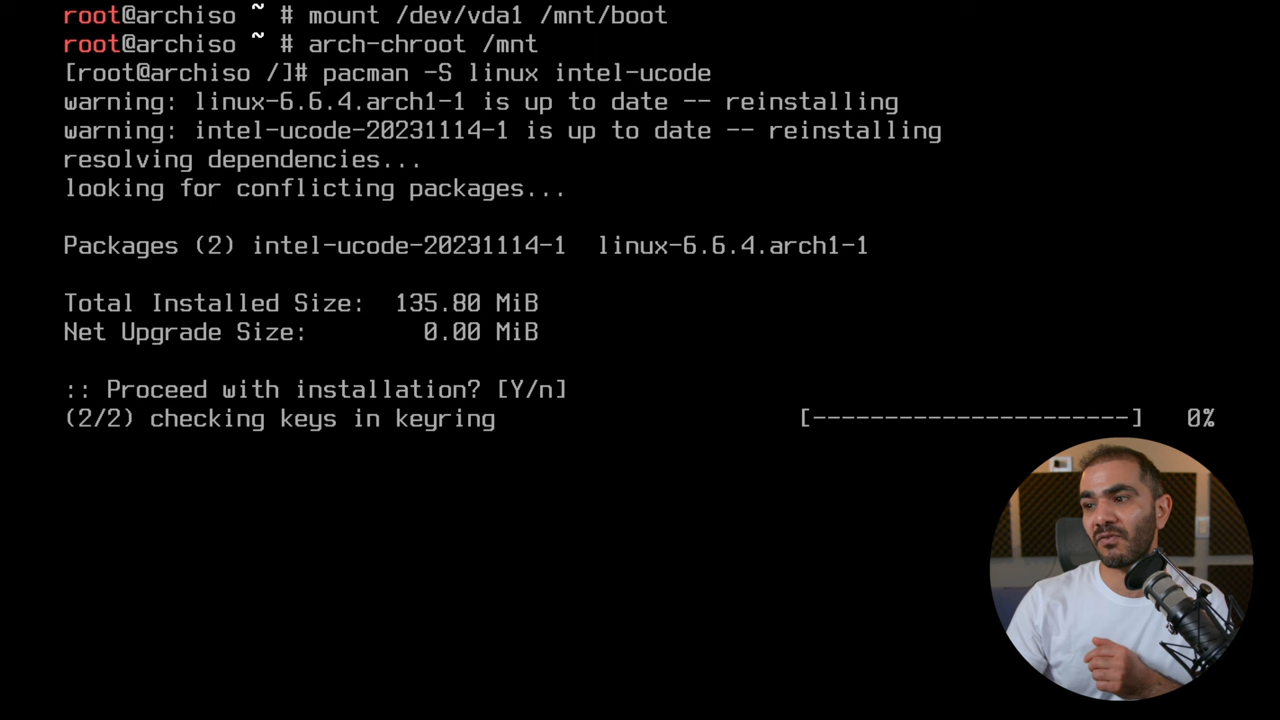 root@archiso ~ # mount /dev/vda1 /mnt/boot
root@archiso ~ # arch-chroot /mnt
[root@archiso /]# pacman -S linux intel-ucode
warning: linux-6.6.4.arch1-1 is up to date -- reinstalling
warning: intel-ucode-20231114-1 is up to date -- reinstalling
resolving dependencies...
looking for conflicting packages...
Packages (2) intel-ucode-20231114-1  linux-6.6.4.arch1-1
Total Installed Size:  135.80 MiB
Net Upgrade Size:        0.00 MiB
:: Proceed with installation? [Y/n]
(2/2) checking keys in keyring [----------------------] 0%